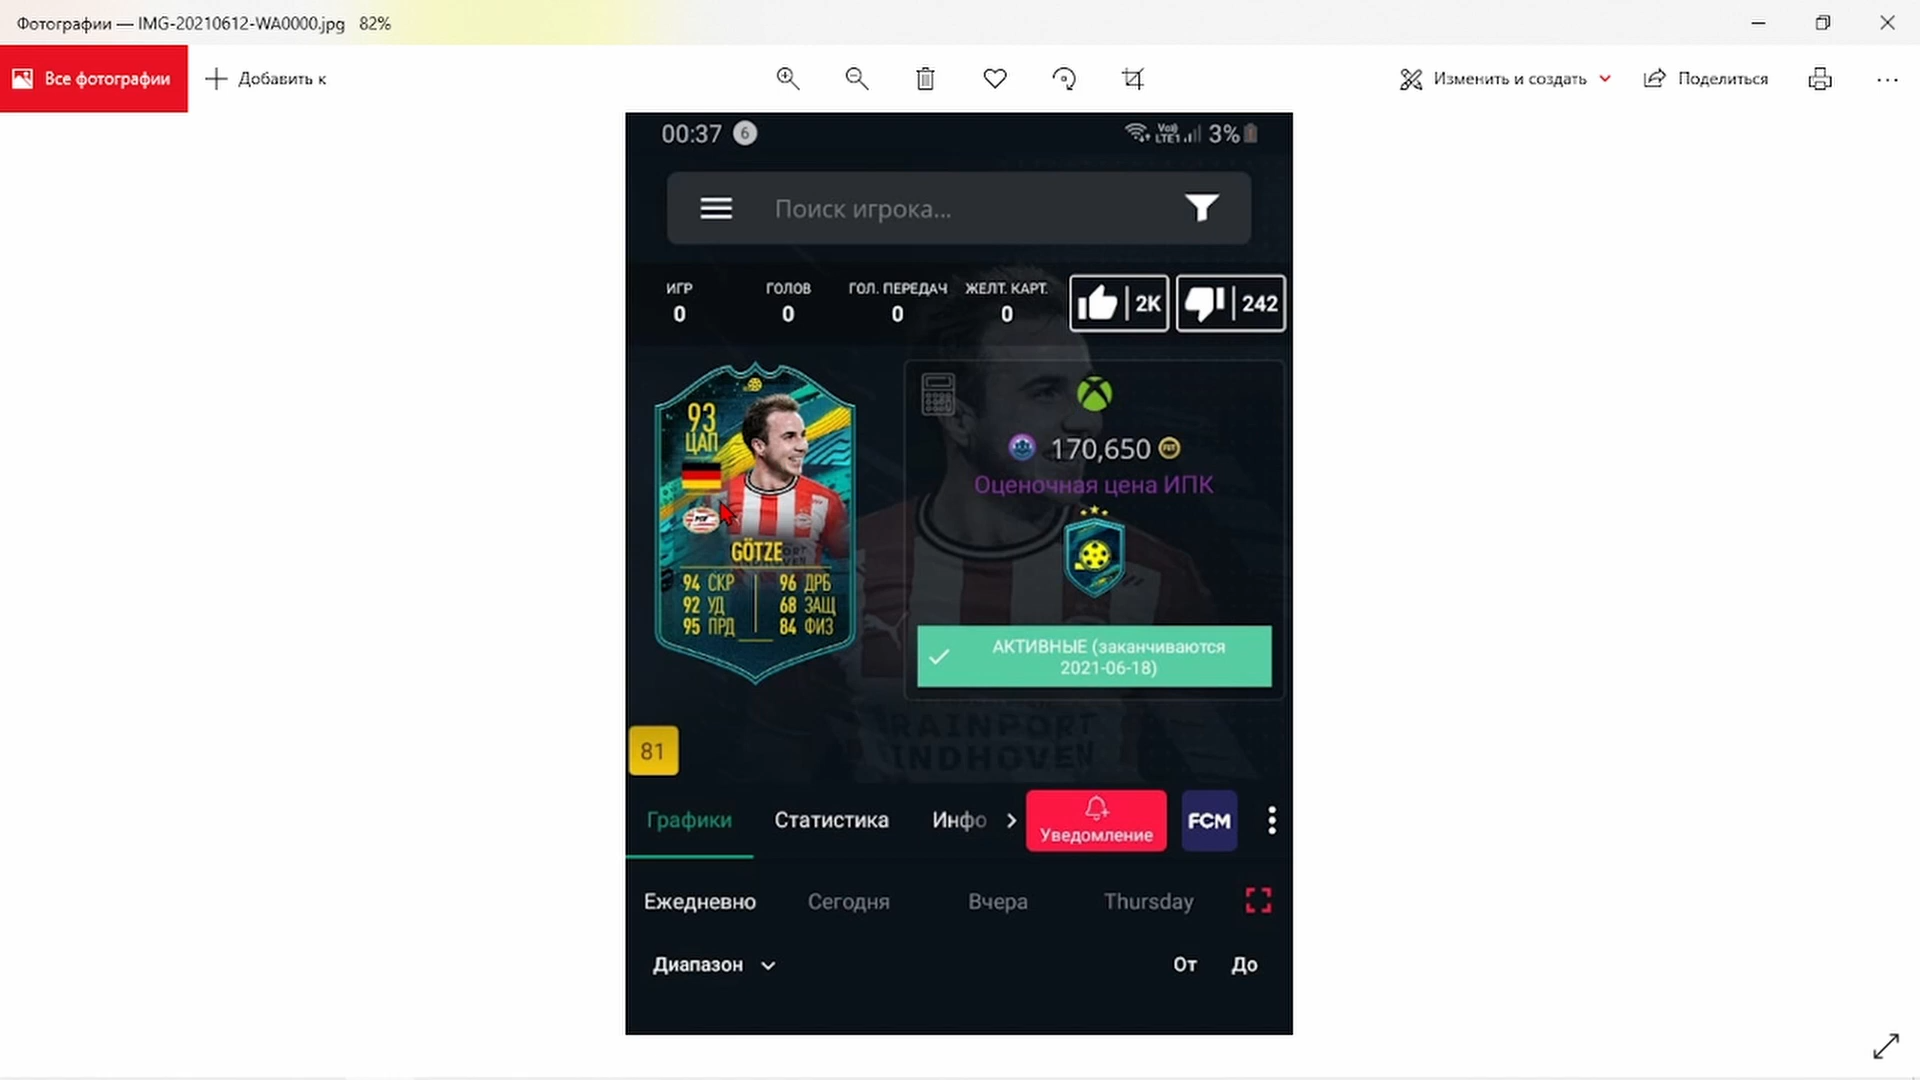 Фотографии — IMG-20210612-WA0000.jpg 82%
Все фотографии
Добавить к
Изменить и создать
Поделиться
00:37 6
LTE1 3%
Поиск игрока...
ИГР ГОЛОВ ГОЛ. ПЕРЕДАЧ ЖЕЛТ. КАРТ.
0 0 0 0
2K 242
93
ЦАП
GÖTZE
94 СКР 96 ДРБ
92 УД 68 ЗАЩ
95 ПРД 84 ФИЗ
170,650
Оценочная цена ИПК
АКТИВНЫЕ (заканчиваются
2021-06-18)
81
Графики Статистика Инфо
Уведомление
FCM
Ежедневно Сегодня Вчера Thursday
Диапазон От До